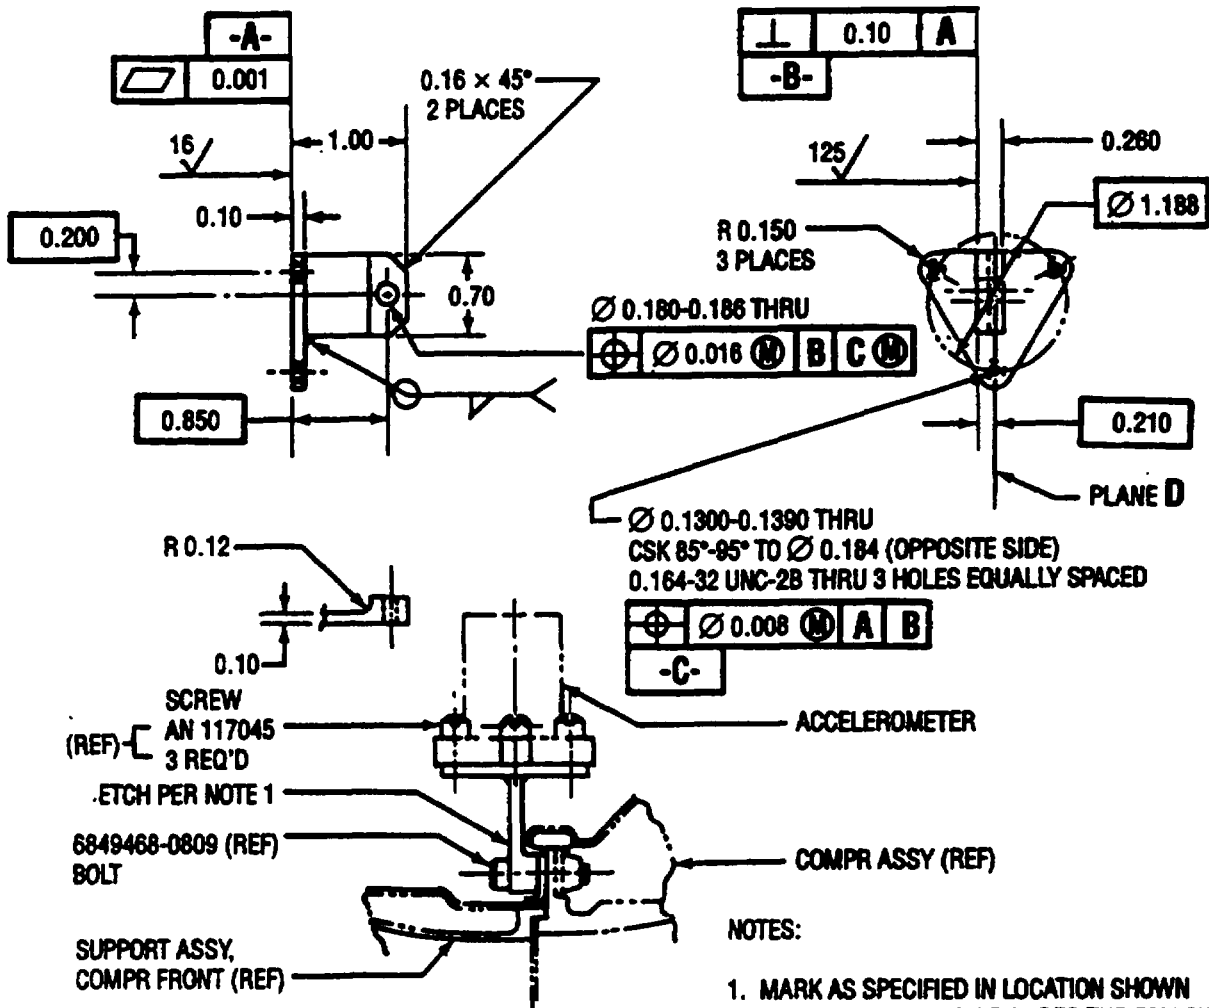 -A-
0.001
0.16 × 45°
2 PLACES
16
1.00
0.10
0.200
0.70
0.850
Ø 0.180-0.186 THRU
Ø 0.016 Ⓜ B C Ⓜ
⊥ 0.10 A
-B-
125
0.260
Ø 1.188
R 0.150
3 PLACES
0.210
PLANE D
Ø 0.1300-0.1390 THRU
CSK 85°-95° TO Ø 0.184 (OPPOSITE SIDE)
0.164-32 UNC-2B THRU 3 HOLES EQUALLY SPACED
Ø 0.008 Ⓜ A B
-C-
R 0.12
0.10
SCREW
(REF) AN 117045
3 REQ'D
ACCELEROMETER
ETCH PER NOTE 1
6849468-0809 (REF)
BOLT
COMPR ASSY (REF)
SUPPORT ASSY,
COMPR FRONT (REF)
NOTES:
1. MARK AS SPECIFIED IN LOCATION SHOWN